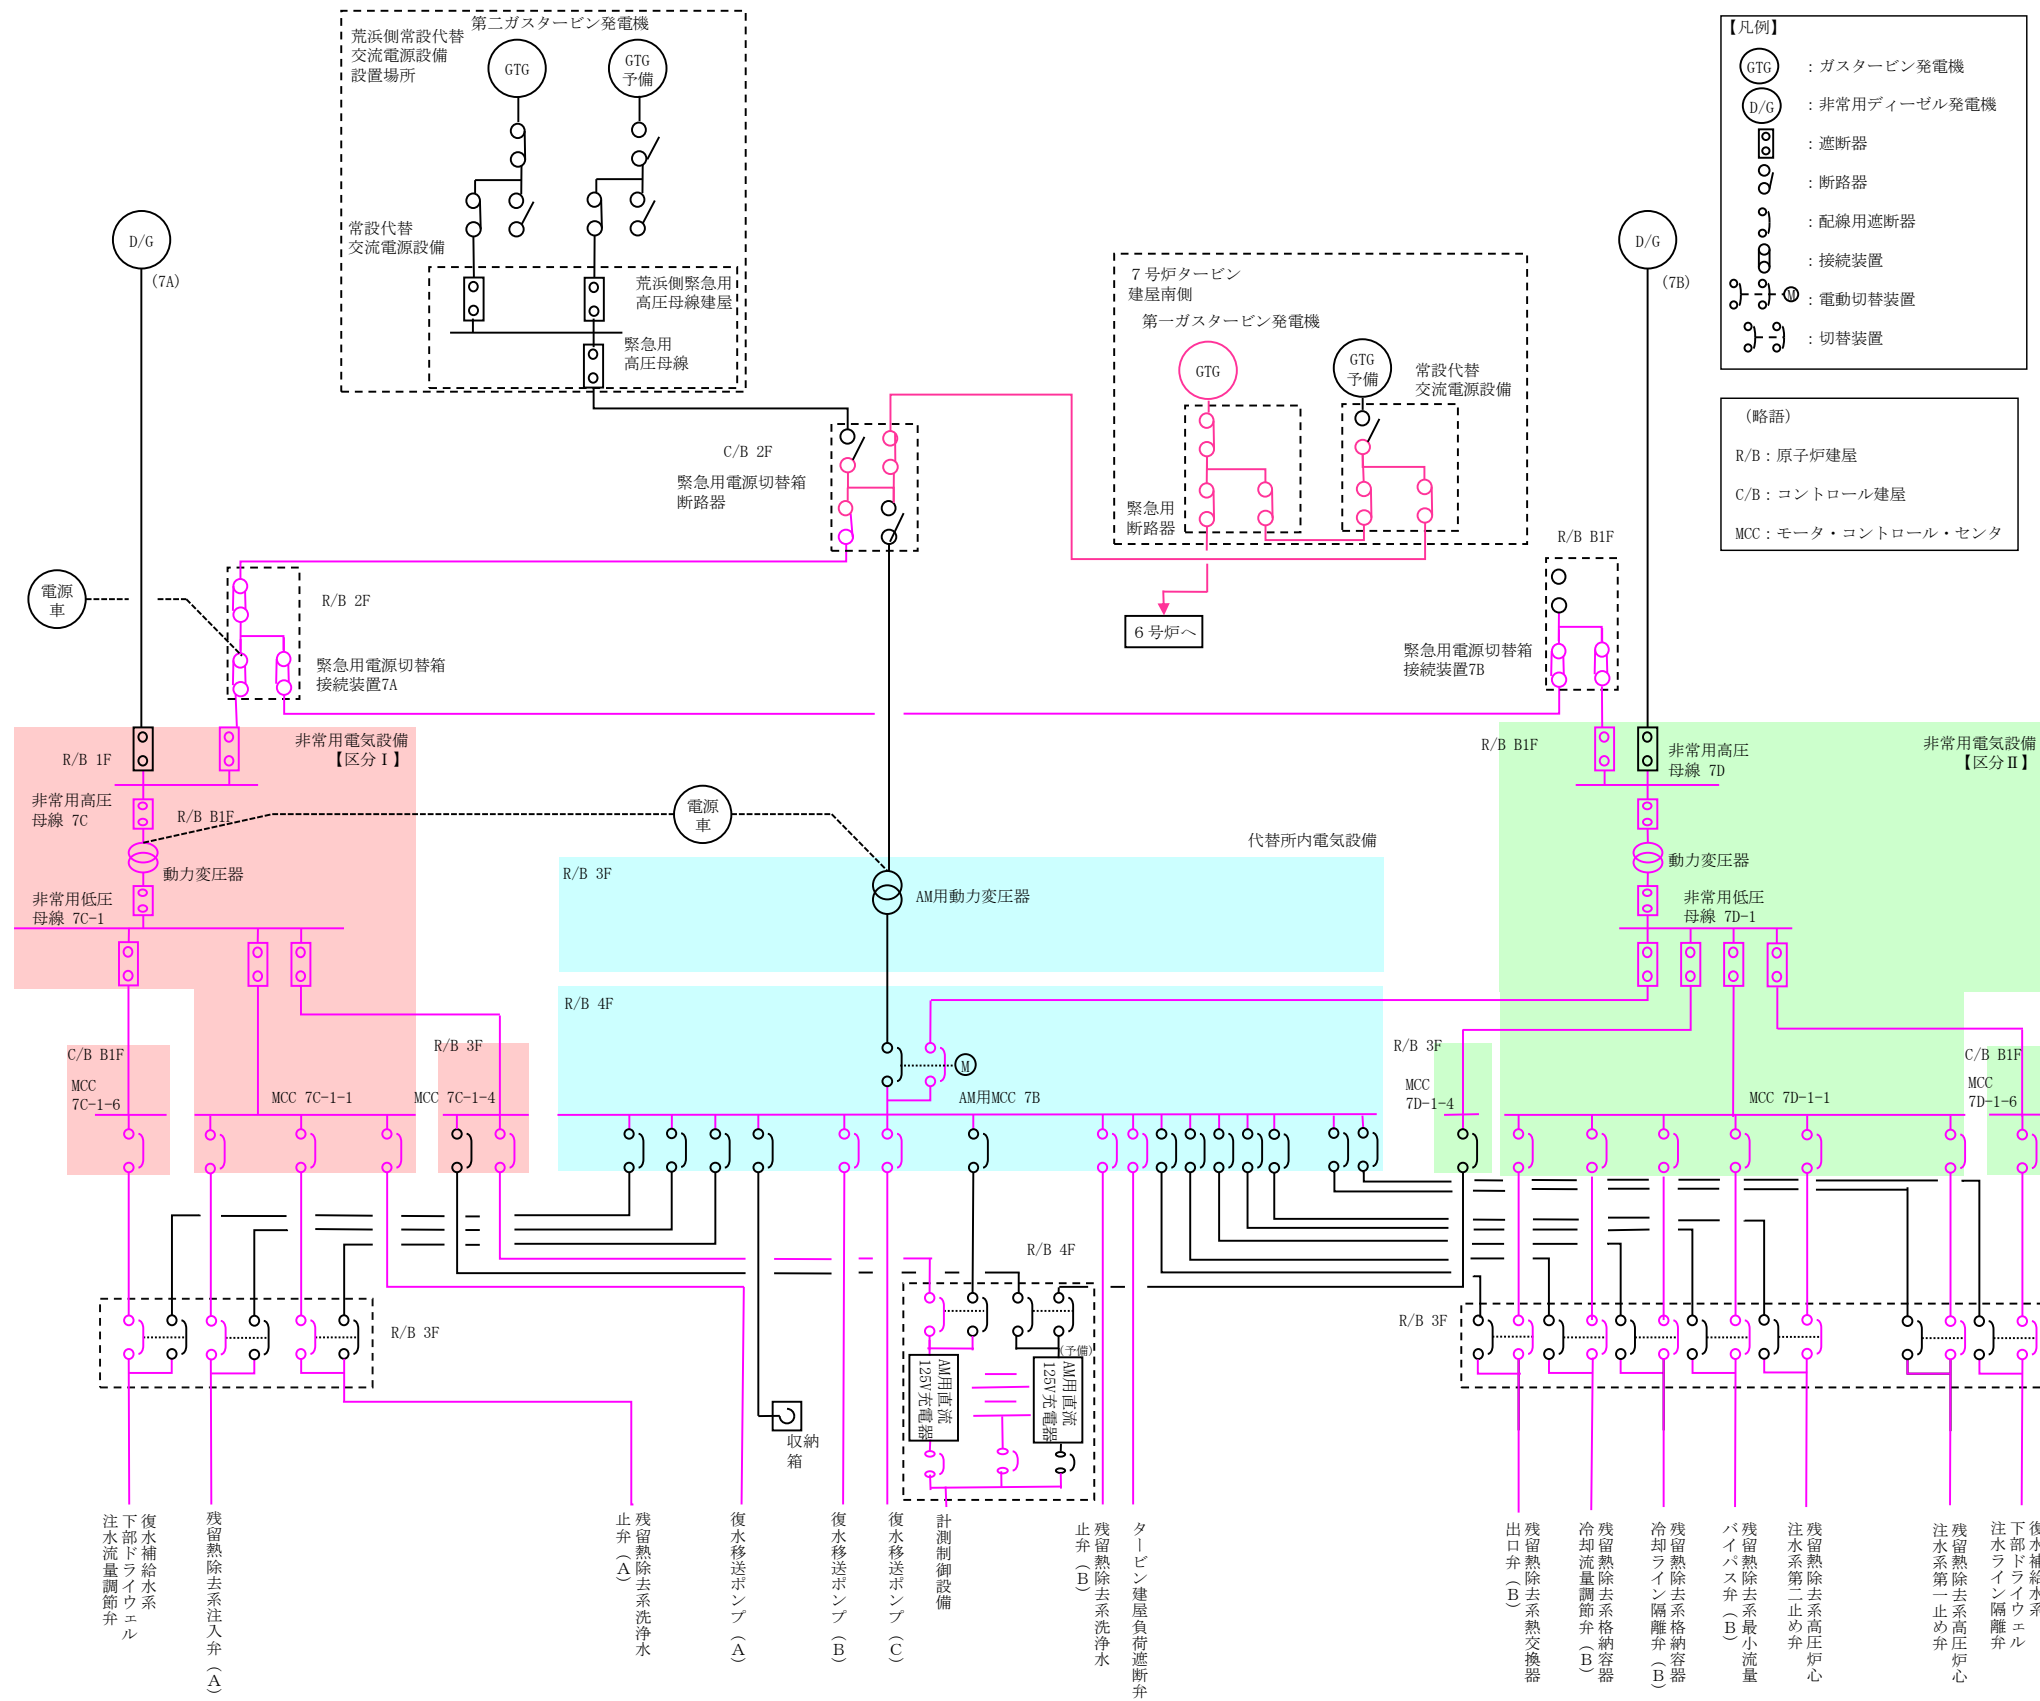 第二ガスタービン発電機
荒浜側常設代替
交流電源設備
設置場所
GTG
GTG
予備
常設代替
交流電源設備
荒浜側緊急用
高圧母線建屋
緊急用
高圧母線
D/G
(7A)
【凡例】
GTG
：ガスタービン発電機
D/G
：非常用ディーゼル発電機
：遮断器
：断路器
：配線用遮断器
：接続装置
M
：電動切替装置
：切替装置
（略語）
R/B：原子炉建屋
C/B：コントロール建屋
MCC：モータ・コントロール・センタ
D/G
(7B)
７号炉タービン
建屋南側
第一ガスタービン発電機
GTG
GTG
予備
常設代替
交流電源設備
緊急用
断路器
６号炉へ
C/B 2F
緊急用電源切替箱
断路器
電源
車
R/B 2F
緊急用電源切替箱
接続装置7A
R/B B1F
緊急用電源切替箱
接続装置7B
非常用電気設備
【区分Ⅰ】
R/B 1F
非常用高圧
母線 7C
R/B B1F
動力変圧器
非常用低圧
母線 7C-1
電源
車
代替所内電気設備
R/B 3F
AM用動力変圧器
R/B 4F
M
AM用MCC 7B
R/B B1F
非常用高圧
母線 7D
非常用電気設備
【区分Ⅱ】
動力変圧器
非常用低圧
母線 7D-1
C/B B1F
MCC
7C-1-6
MCC 7C-1-1
R/B 3F
MCC 7C-1-4
R/B 3F
MCC
7D-1-4
MCC 7D-1-1
C/B B1F
MCC
7D-1-6
R/B 3F
R/B 4F
(予備)
AM用直流
125V充電器
AM用直流
125V充電器
収納
箱
R/B 3F
復水補給水系
下部ドライウェル
注水流量調節弁
残留熱除去系注入弁（Ａ）
残留熱除去系洗浄水
止弁（Ａ）
復水移送ポンプ（Ａ）
復水移送ポンプ（Ｂ）
復水移送ポンプ（Ｃ）
計測制御設備
残留熱除去系洗浄水
止弁（Ｂ）
タービン建屋負荷遮断弁
残留熱除去系熱交換器
出口弁（Ｂ）
残留熱除去系格納容器
冷却流量調節弁（Ｂ）
残留熱除去系格納容器
冷却ライン隔離弁（Ｂ）
残留熱除去系最小流量
バイパス弁（Ｂ）
残留熱除去系高圧炉心
注水系第二止め弁
残留熱除去系高圧炉心
注水系第一止め弁
復水補給水系
下部ドライウェル
注水ライン隔離弁